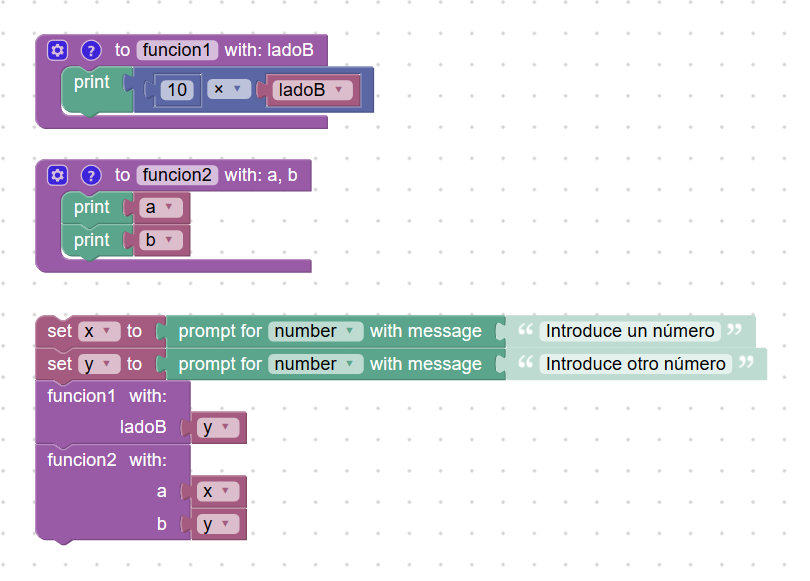 ? to funcion1 with: ladoB
print 10 × ladoB
? to funcion2 with: a, b
print a
print b
set x to prompt for number with message “ Introduce un número ”
set y to prompt for number with message “ Introduce otro número ”
funcion1 with:
ladoB y
funcion2 with:
a x
b y